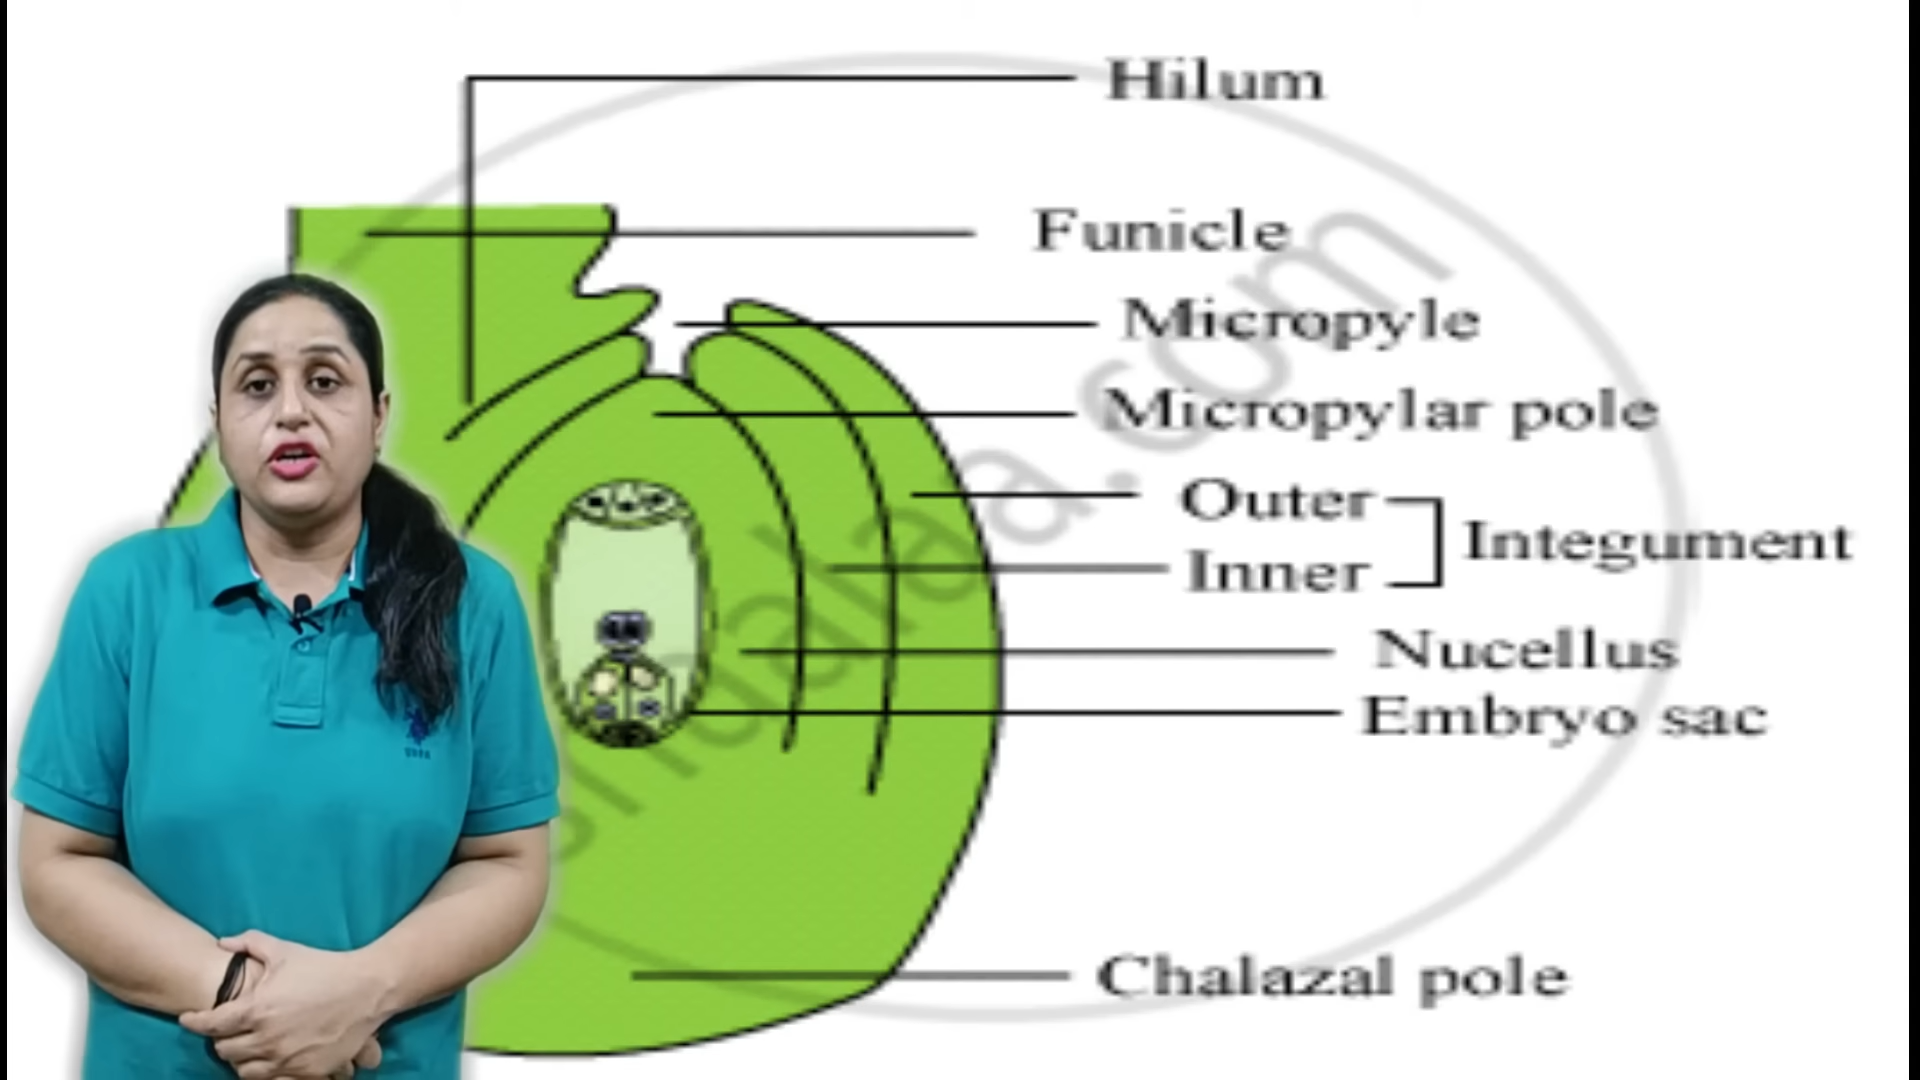 Hilum
Funicle
Micropyle
Micropylar pole
Outer
Integument
Inner
Nucellus
Embryo sac
Chalazal pole